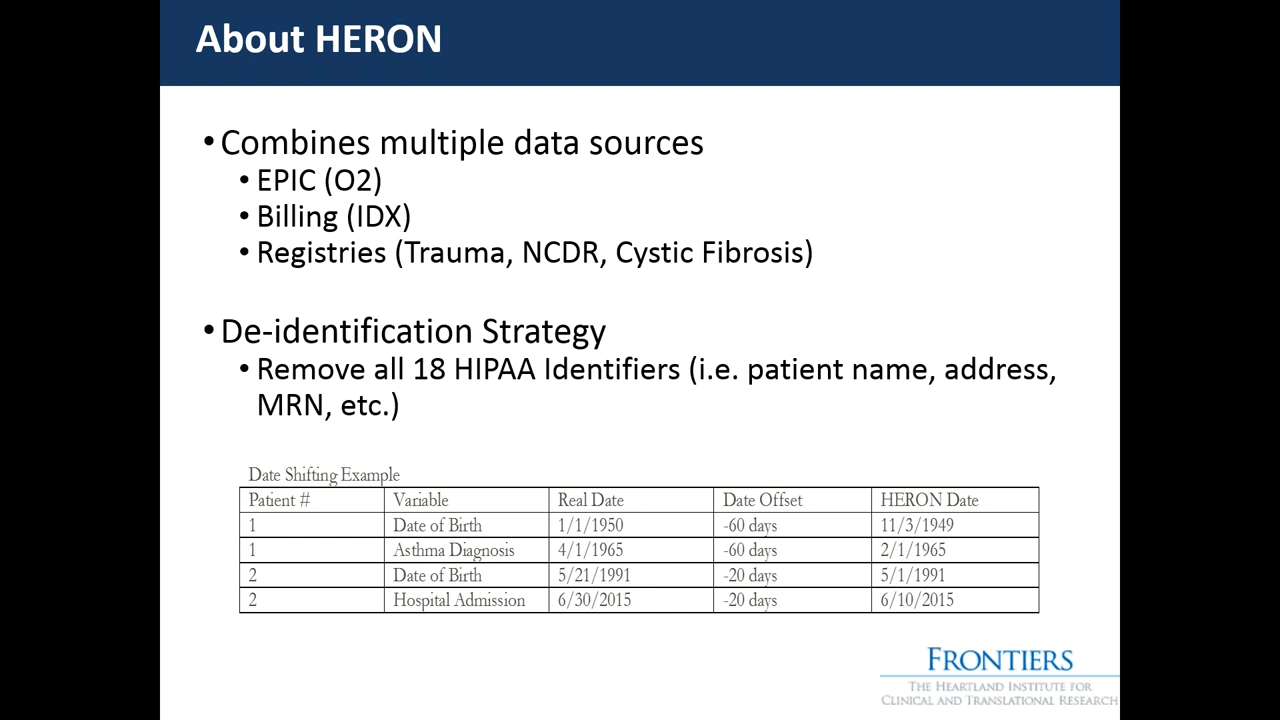 About HERON
• Combines multiple data sources
• EPIC (O2)
• Billing (IDX)
• Registries (Trauma, NCDR, Cystic Fibrosis)
• De-identification Strategy
• Remove all 18 HIPAA Identifiers (i.e. patient name, address,
MRN, etc.)
Date Shifting Example
Patient # Variable Real Date Date Offset HERON Date
1 Date of Birth 1/1/1950 -60 days 11/3/1949
1 Asthma Diagnosis 4/1/1965 -60 days 2/1/1965
2 Date of Birth 5/21/1991 -20 days 5/1/1991
2 Hospital Admission 6/30/2015 -20 days 6/10/2015
FRONTIERS
THE HEARTLAND INSTITUTE FOR
CLINICAL AND TRANSLATIONAL RESEARCH